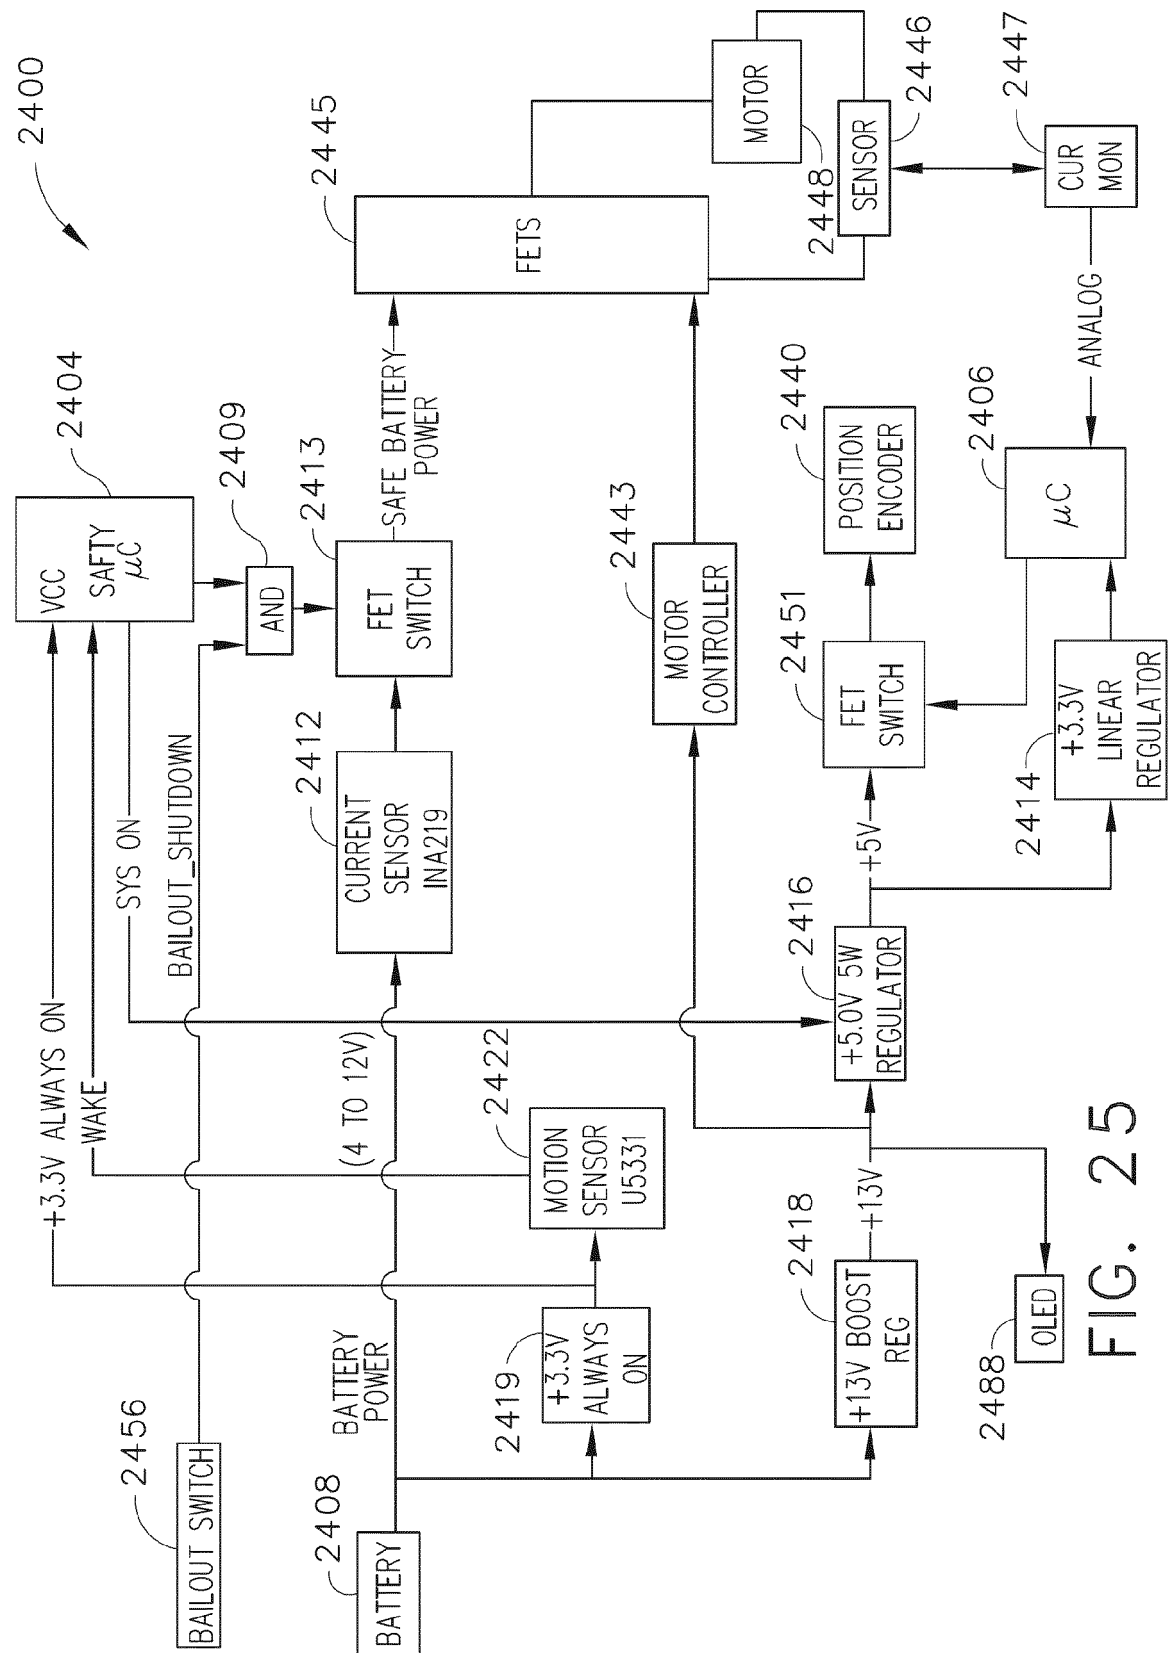 2400
2456
BAILOUT SWITCH
+3.3V ALWAYS ON
WAKE
SYS ON
BAILOUT_SHUTDOWN
VCC
SAFTY
µC
2404
AND
2409
2408
BATTERY
BATTERY
POWER
(4 TO 12V)
CURRENT
SENSOR
INA219
2412
FET
SWITCH
2413
SAFE BATTERY
POWER
FETS
2445
2419
+3.3V
ALWAYS
ON
MOTION
SENSOR
U5331
2422
MOTOR
CONTROLLER
2443
MOTOR
2448
SENSOR
2446
CUR
MON
2447
+13V BOOST
REG
2418
+13V
+5.0V 5W
REGULATOR
2416
+5V
FET
SWITCH
2451
POSITION
ENCODER
2440
ANALOG
µC
2406
2414
+3.3V
LINEAR
REGULATOR
2488
OLED
FIG. 25